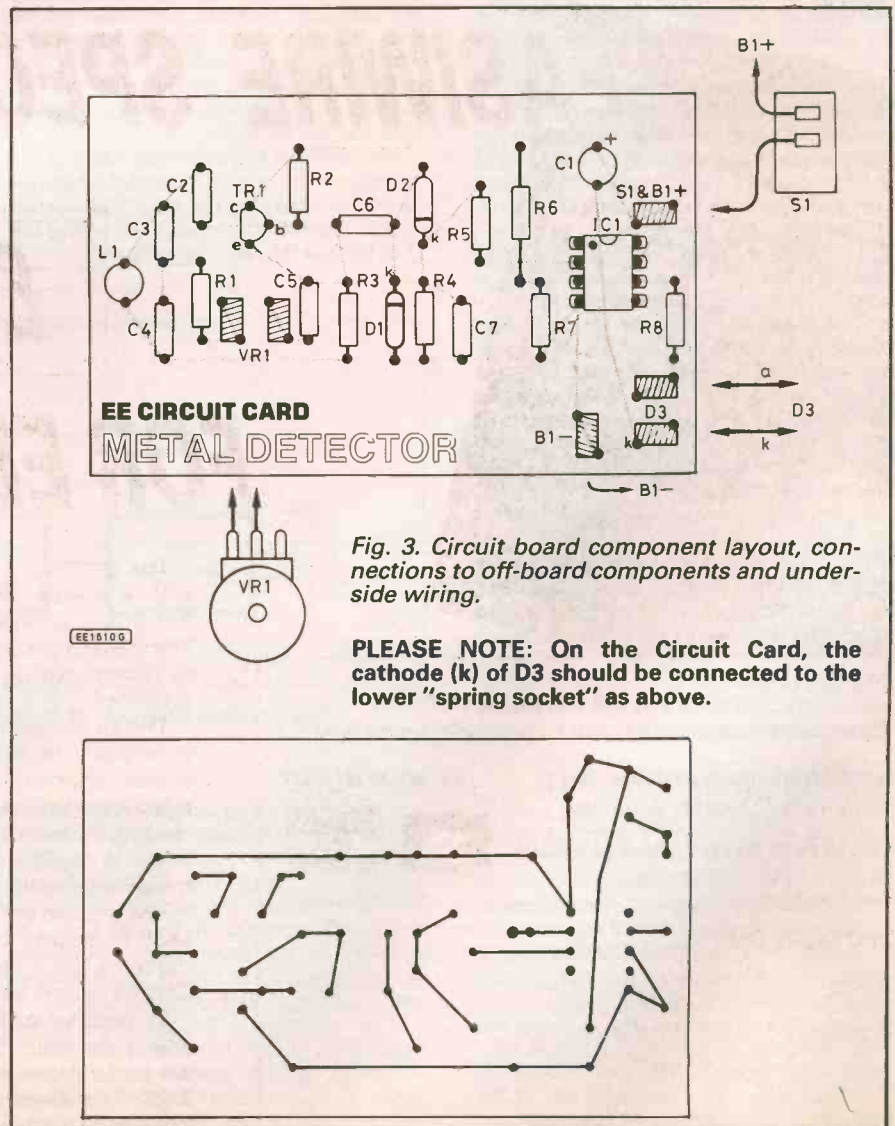 B1+
S1
C2
TR1
c
b
e
R2
C6
D2
k
R5
R6
C1
+
S1 & B1+
IC1
C3
L1
R1
C4
VR1
C5
R3
k
D1
R4
C7
R7
R8
a
D3
k
D3
k
B1-
B1-
EE CIRCUIT CARD
METAL DETECTOR
VR1
EE1610G
Fig. 3. Circuit board component layout, con-
nections to off-board components and under-
side wiring.
PLEASE NOTE: On the Circuit Card, the
cathode (k) of D3 should be connected to the
lower "spring socket" as above.